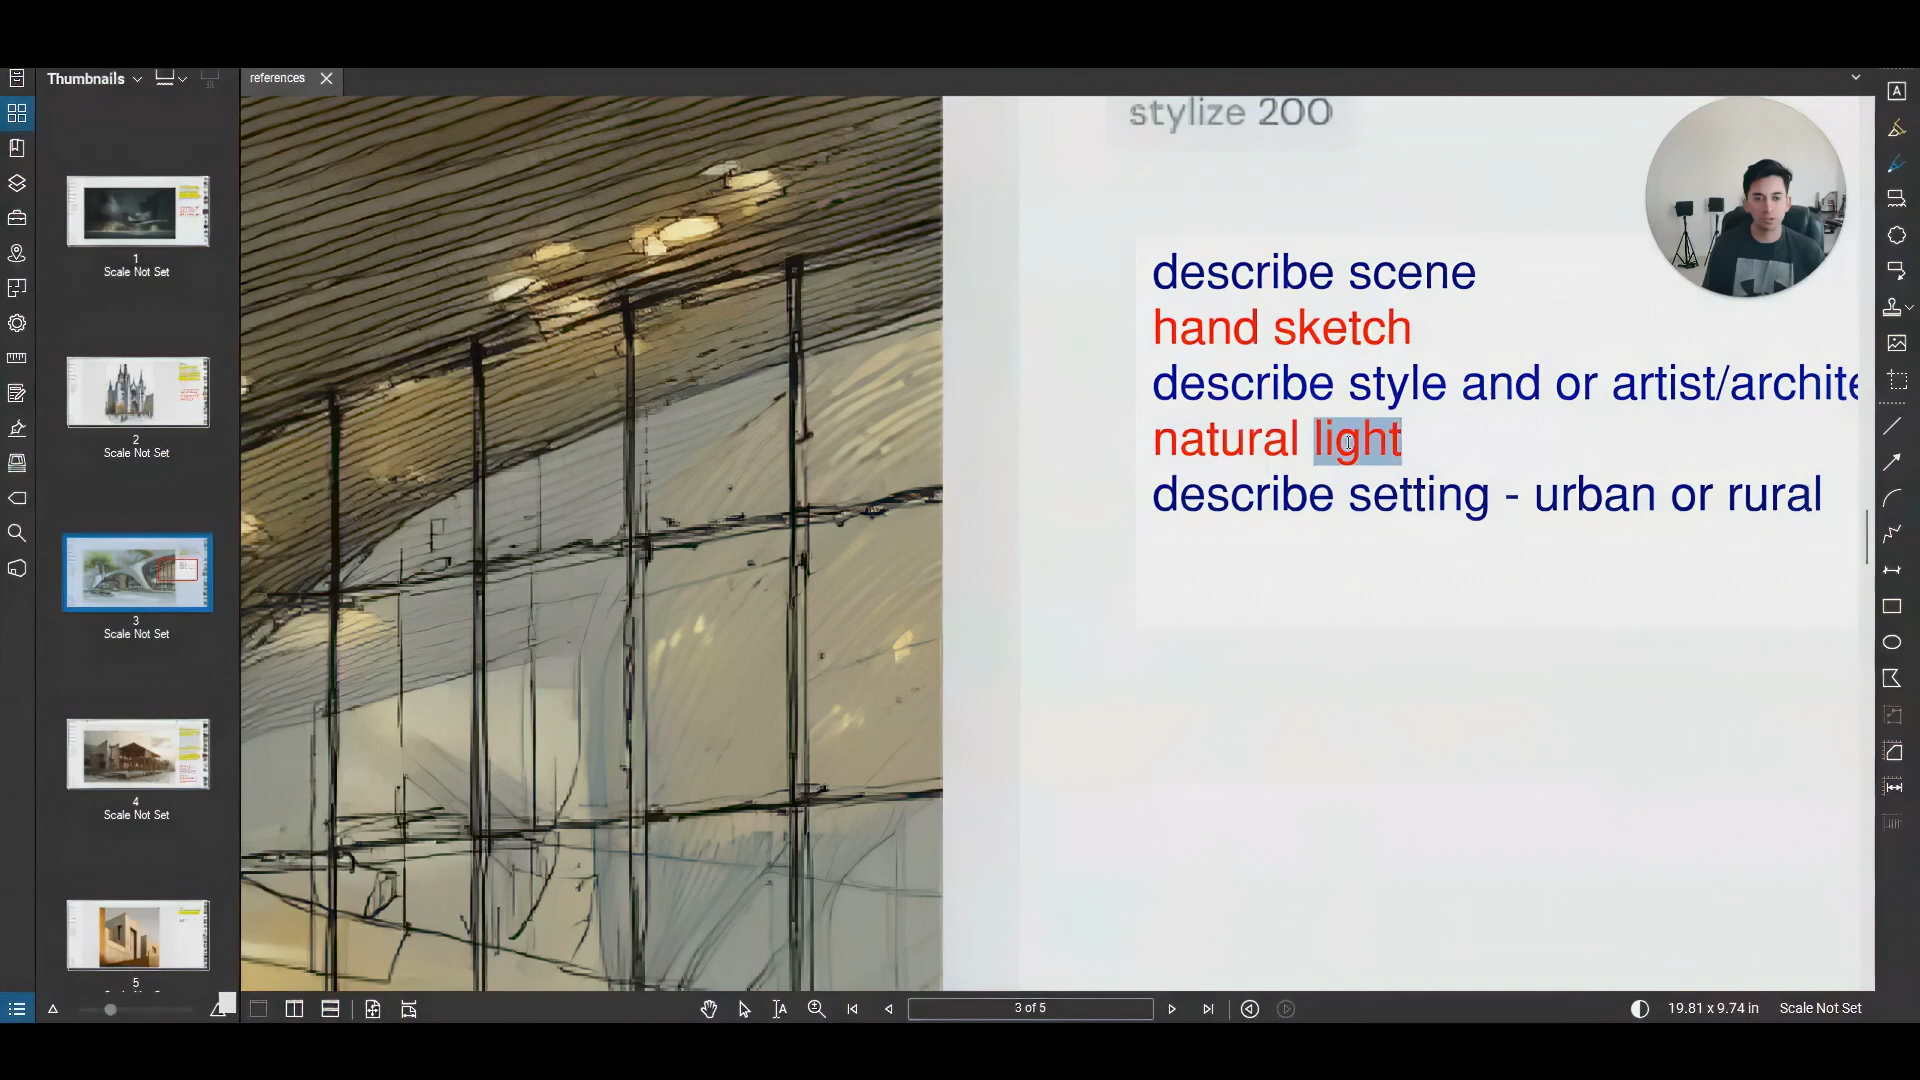 Thumbnails
references
stylize 200
describe scene
hand sketch
describe style and or artist/archite
natural light
describe setting - urban or rural
1
Scale Not Set
2
Scale Not Set
3
Scale Not Set
4
Scale Not Set
5
3 of 5
19.81 x 9.74 in
Scale Not Set